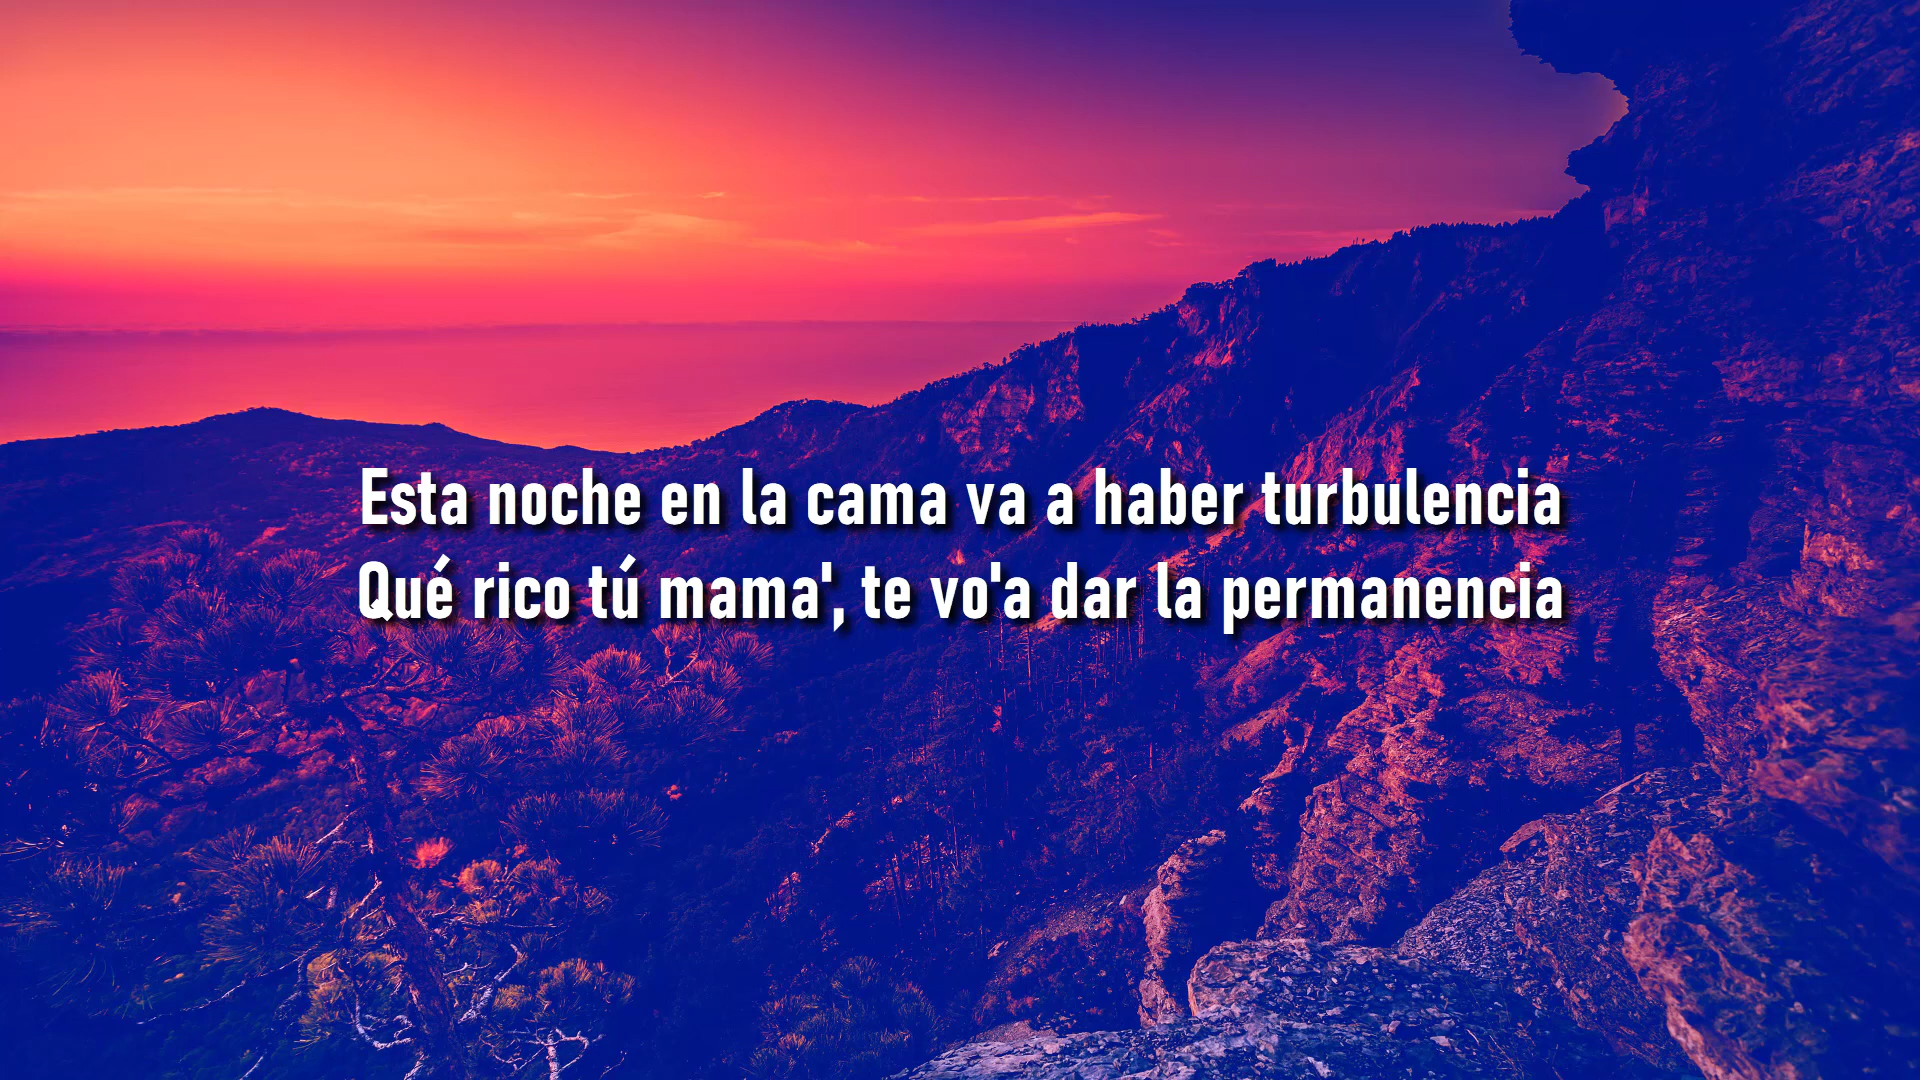 Esta noche en la cama va a haber turbulencia
Qué rico tú mama', te vo'a dar la permanencia